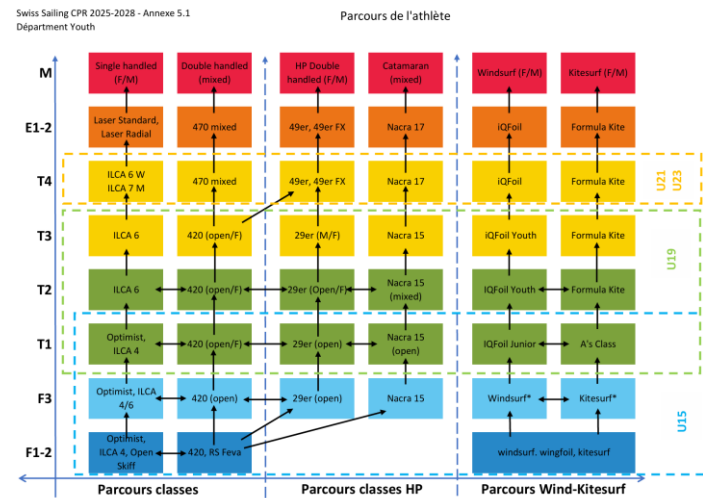 Swiss Sailing CPR 2025-2028 - Annexe 5.1
Départment Youth
Parcours de l'athlète
M
Single handed
(F/M)
Double handed
(mixed)
HP Double
handed (F/M)
Catamaran
(mixed)
Windsurf (F/M)
Kitesurf (F/M)
E1-2
Laser Standard,
Laser Radial
470 mixed
49er, 49er FX
Nacra 17
iQFoil
Formula Kite
T4
ILCA 6 W
ILCA 7 M
470 mixed
49er, 49er FX
Nacra 17
iQFoil
Formula Kite
U21
U23
T3
ILCA 6
420 (open/F)
29er (M/F)
Nacra 15
iQFoil Youth
Formula Kite
U19
T2
ILCA 6
420 (open/F)
29er (Open/F)
Nacra 15
(mixed)
IQFoil Youth
Formula Kite
T1
Optimist,
ILCA 4
420 (open/F)
29er (open)
Nacra 15
(open)
IQFoil Junior
A's Class
F3
Optimist, ILCA
4/6
420 (open)
29er (open)
Nacra 15
Windsurf*
Kitesurf*
U15
F1-2
Optimist,
ILCA 4, Open
Skiff
420, RS Feva
windsurf. wingfoil, kitesurf
Parcours classes
Parcours classes HP
Parcours Wind-Kitesurf